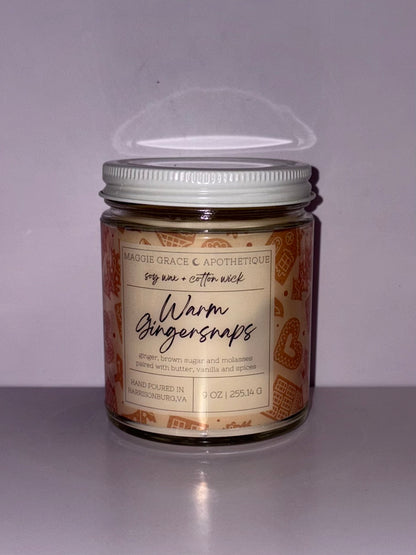 MAGGIE GRACE ☾ APOTHETIQUE
soy wax + cotton wick
Warm
Gingersnaps
ginger, brown sugar and molasses
paired with butter, vanilla and spices
HAND POURED IN
HARRISONBURG,VA
9 OZ | 255.14 G